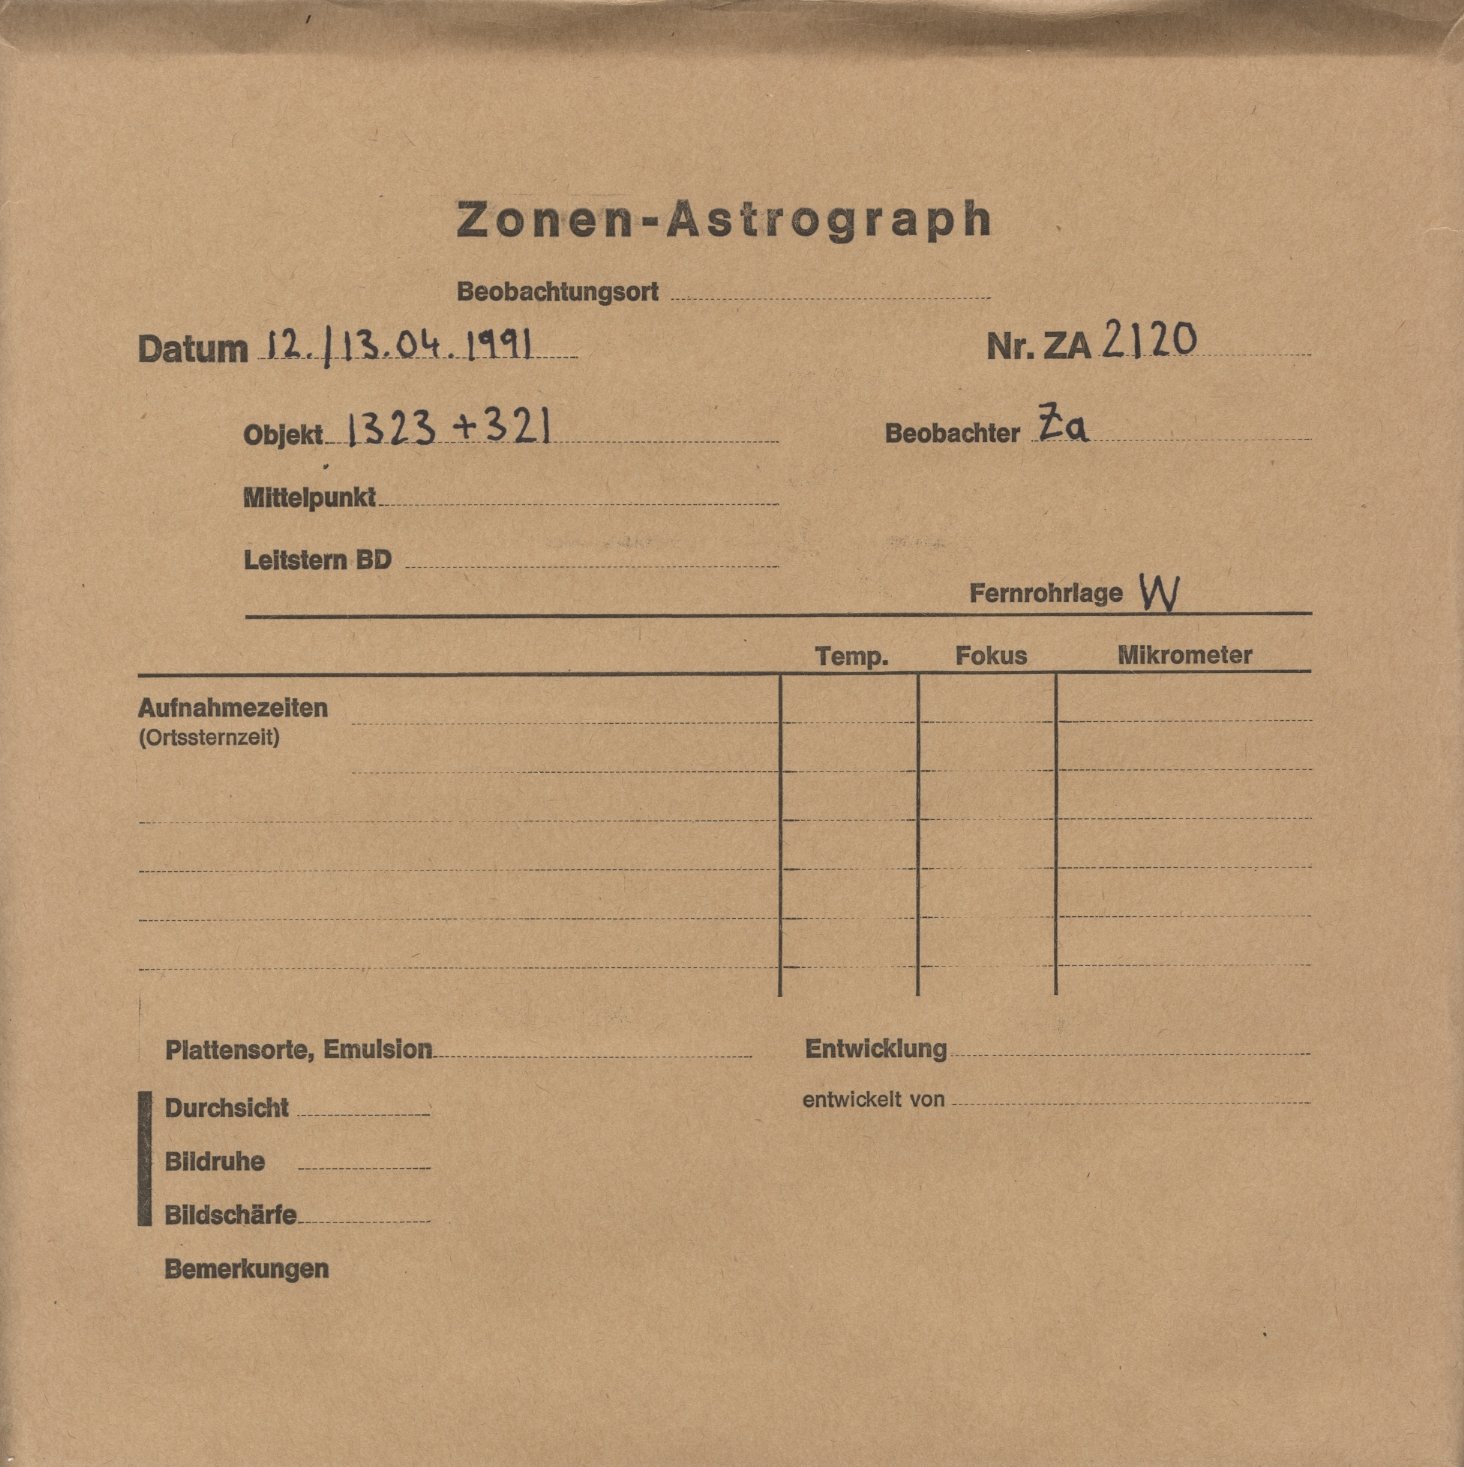 Zonen-Astrograph
Beobachtungsort
Datum 12./13.04.1991 Nr. ZA 2120
Objekt 1323 +321 Beobachter Za
Mittelpunkt
Leitstern BD
Fernrohrlage W
Temp. Fokus Mikrometer
Aufnahmezeiten
(Ortssternzeit)
Plattensorte, Emulsion Entwicklung
Durchsicht entwickelt von
Bildruhe
Bildschärfe
Bemerkungen